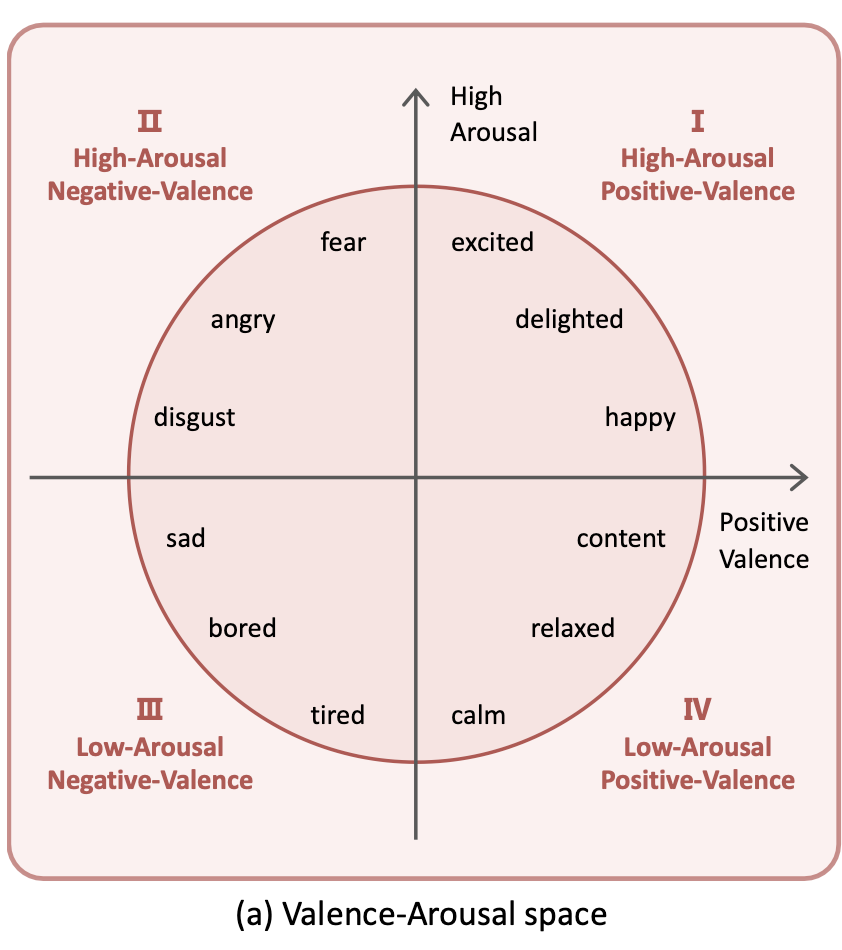 High
Arousal
II
High-Arousal
Negative-Valence
I
High-Arousal
Positive-Valence
fear
excited
angry
delighted
disgust
happy
Positive
Valence
sad
content
bored
relaxed
tired
calm
III
Low-Arousal
Negative-Valence
IV
Low-Arousal
Positive-Valence
(a) Valence-Arousal space